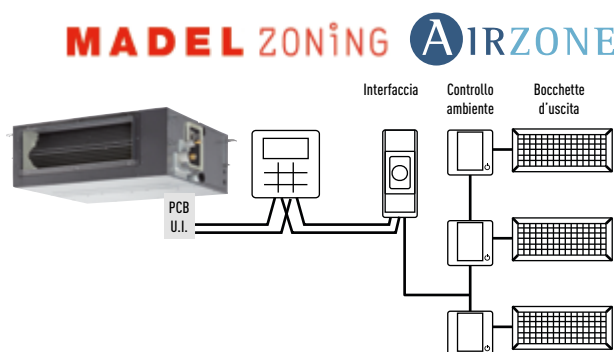 MADEL ZONiNG AIRZONE
Interfaccia
Controllo
ambiente
Bocchette
d'uscita
PCB
U.I.